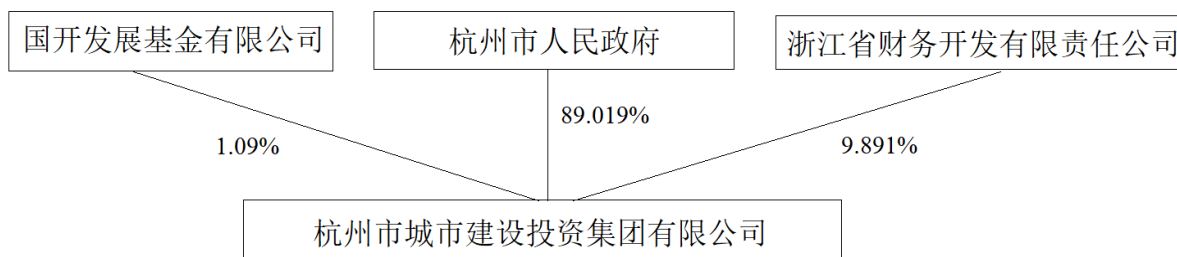 国开发展基金有限公司
杭州市人民政府
浙江省财务开发有限责任公司
1.09%
89.019%
9.891%
杭州市城市建设投资集团有限公司